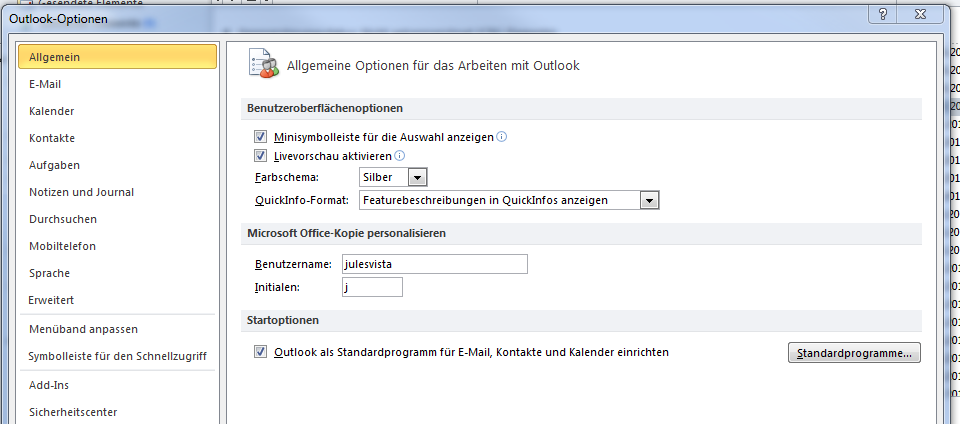 Gesendete Elemente
Outlook-Optionen
Allgemein
E-Mail
Kalender
Kontakte
Aufgaben
Notizen und Journal
Durchsuchen
Mobiltelefon
Sprache
Erweitert
Menüband anpassen
Symbolleiste für den Schnellzugriff
Add-Ins
Sicherheitscenter
Allgemeine Optionen für das Arbeiten mit Outlook
Benutzeroberflächenoptionen
Minisymbolleiste für die Auswahl anzeigen
Livevorschau aktivieren
Farbschema: Silber
QuickInfo-Format: Featurebeschreibungen in QuickInfos anzeigen
Microsoft Office-Kopie personalisieren
Benutzername: julesvista
Initialen: j
Startoptionen
Outlook als Standardprogramm für E-Mail, Kontakte und Kalender einrichten
Standardprogramme...